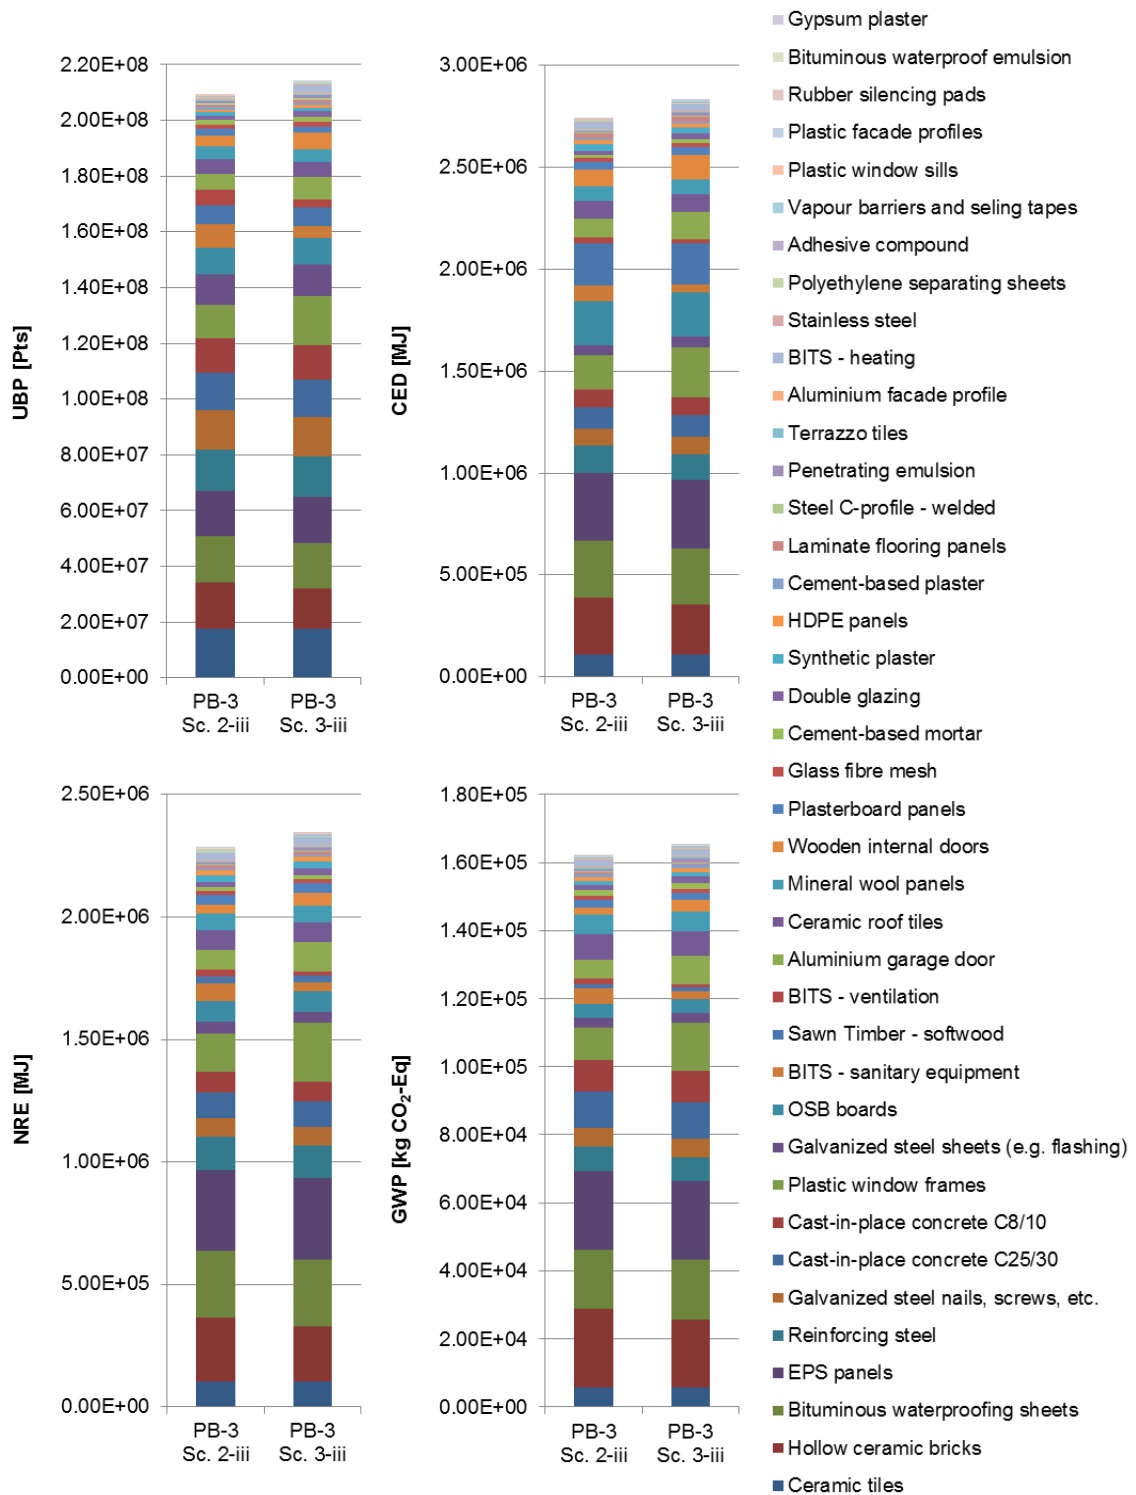 UBP [Pts]
2.20E+08
2.00E+08
1.80E+08
1.60E+08
1.40E+08
1.20E+08
1.00E+08
8.00E+07
6.00E+07
4.00E+07
2.00E+07
0.00E+00
PB-3
Sc. 2-iii
PB-3
Sc. 3-iii
CED [MJ]
3.00E+06
2.50E+06
2.00E+06
1.50E+06
1.00E+06
5.00E+05
0.00E+00
PB-3
Sc. 2-iii
PB-3
Sc. 3-iii
NRE [MJ]
2.50E+06
2.00E+06
1.50E+06
1.00E+06
5.00E+05
0.00E+00
PB-3
Sc. 2-iii
PB-3
Sc. 3-iii
GWP [kg CO₂-Eq]
1.80E+05
1.60E+05
1.40E+05
1.20E+05
1.00E+05
8.00E+04
6.00E+04
4.00E+04
2.00E+04
0.00E+00
PB-3
Sc. 2-iii
PB-3
Sc. 3-iii
Gypsum plaster
Bituminous waterproof emulsion
Rubber silencing pads
Plastic facade profiles
Plastic window sills
Vapour barriers and seling tapes
Adhesive compound
Polyethylene separating sheets
Stainless steel
BITS - heating
Aluminium facade profile
Terrazzo tiles
Penetrating emulsion
Steel C-profile - welded
Laminate flooring panels
Cement-based plaster
HDPE panels
Synthetic plaster
Double glazing
Cement-based mortar
Glass fibre mesh
Plasterboard panels
Wooden internal doors
Mineral wool panels
Ceramic roof tiles
Aluminium garage door
BITS - ventilation
Sawn Timber - softwood
BITS - sanitary equipment
OSB boards
Galvanized steel sheets (e.g. flashing)
Plastic window frames
Cast-in-place concrete C8/10
Cast-in-place concrete C25/30
Galvanized steel nails, screws, etc.
Reinforcing steel
EPS panels
Bituminous waterproofing sheets
Hollow ceramic bricks
Ceramic tiles